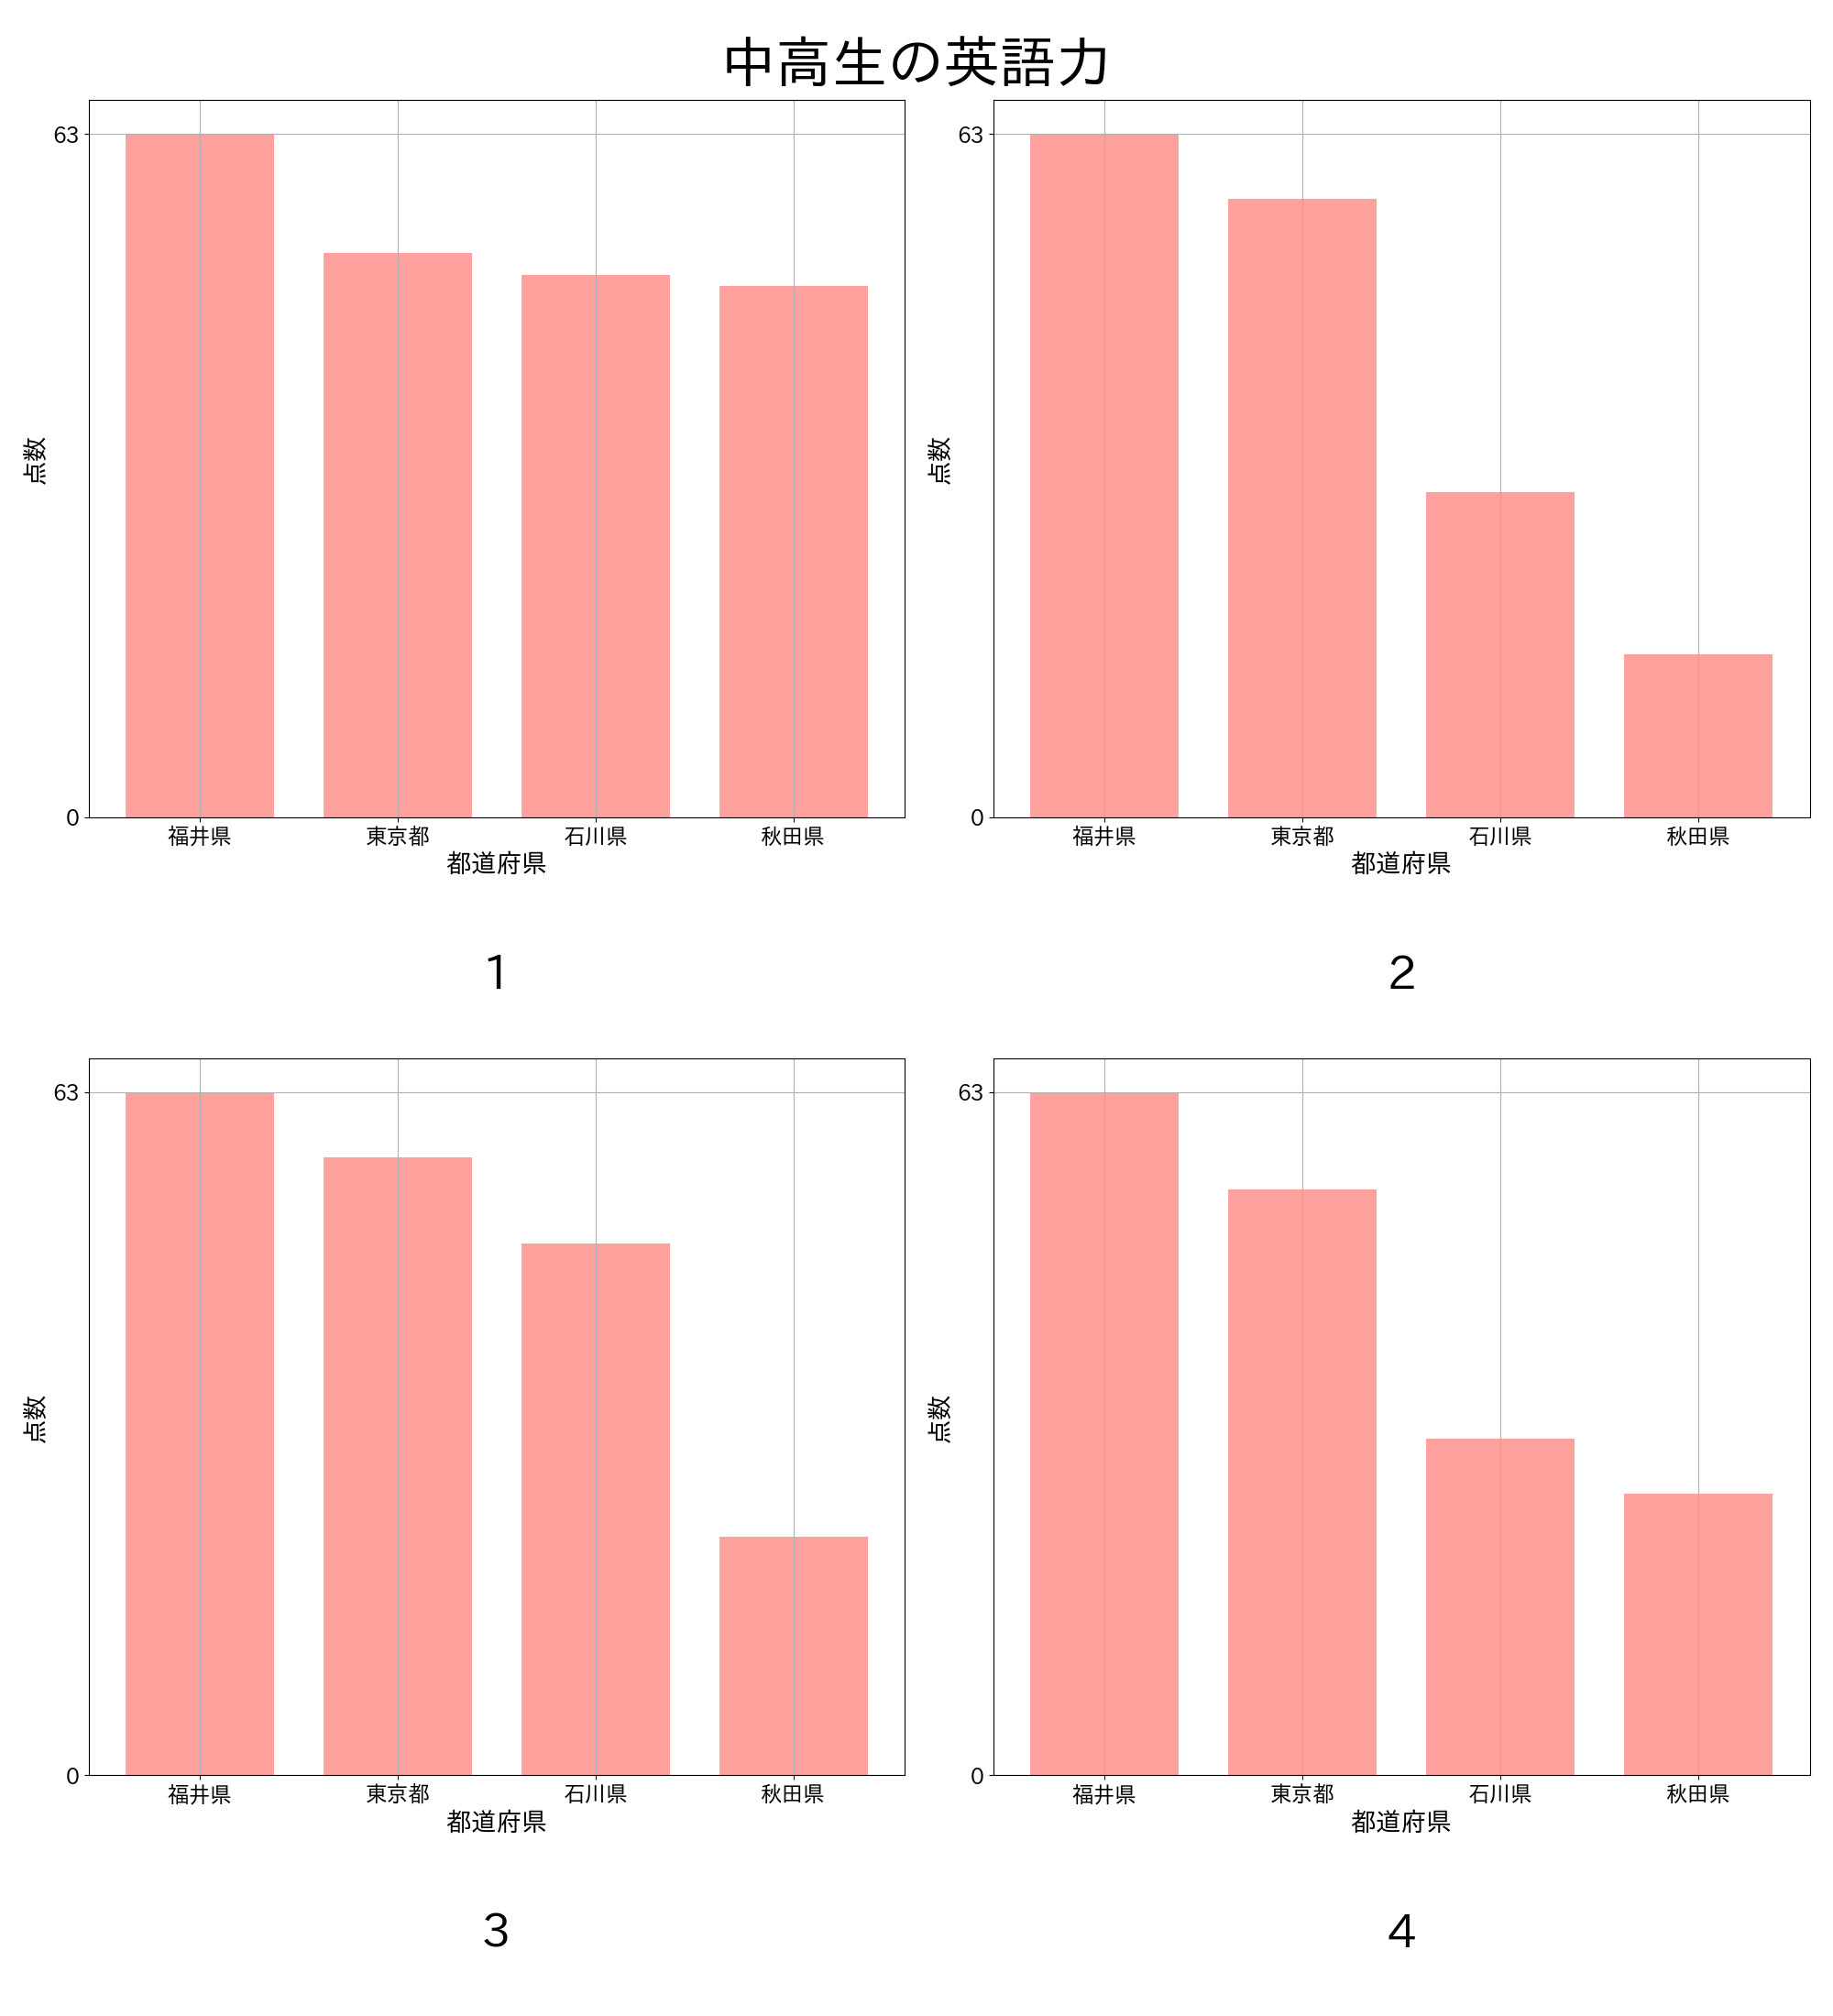 中高生の英語力
63
0
点数
福井県 東京都 石川県 秋田県
都道府県
1
63
0
点数
福井県 東京都 石川県 秋田県
都道府県
2
63
0
点数
福井県 東京都 石川県 秋田県
都道府県
3
63
0
点数
福井県 東京都 石川県 秋田県
都道府県
4